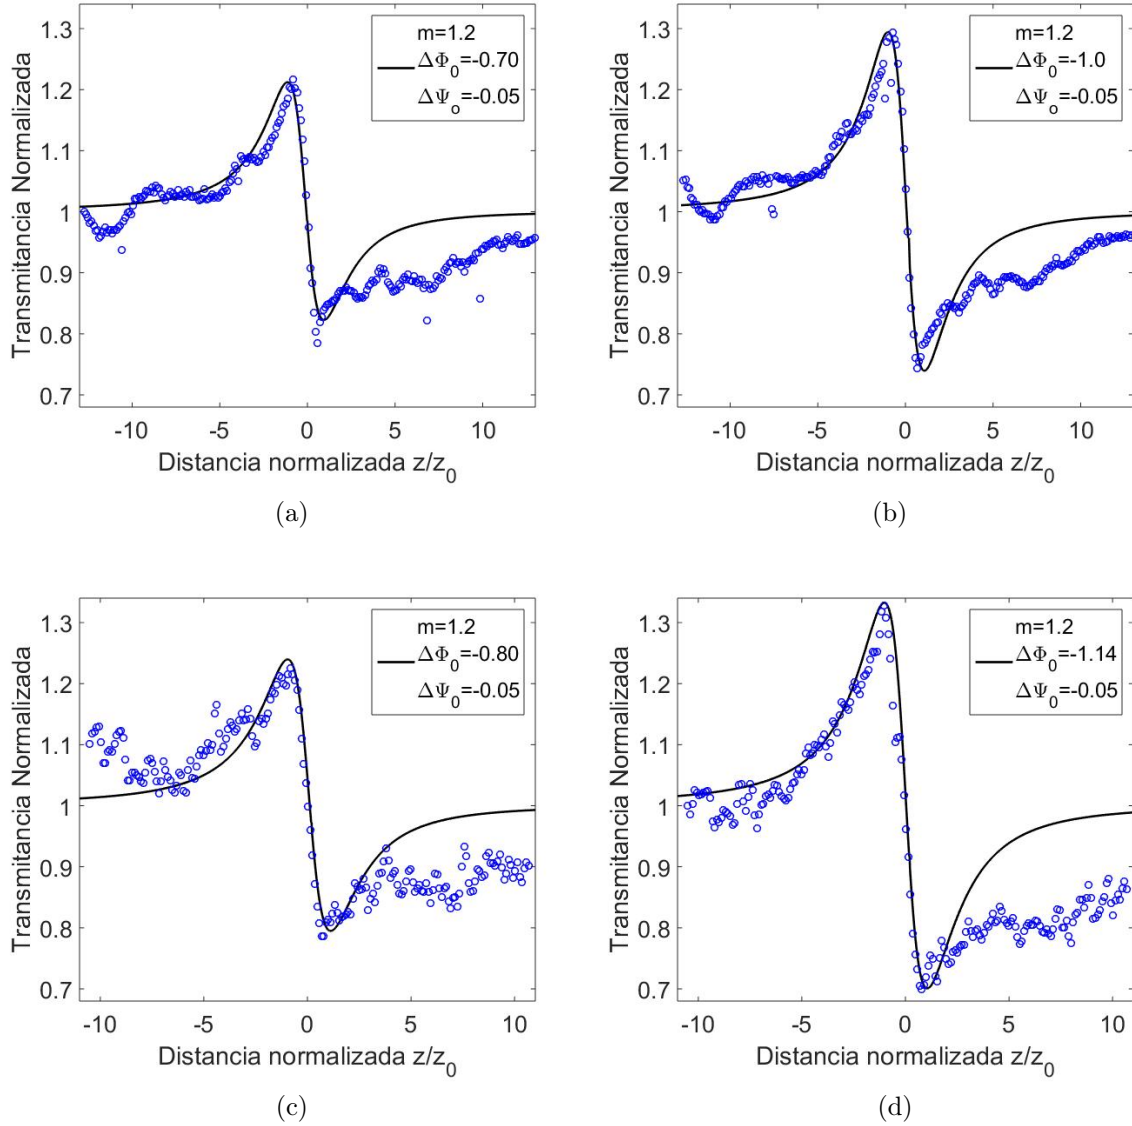 1.3
1.2
1.1
1
0.9
0.8
0.7
Transmitancia Normalizada
m=1.2
ΔΦ₀=-0.70
ΔΨₒ=-0.05
-10 -5 0 5 10
Distancia normalizada z/z₀
(a)
1.3
1.2
1.1
1
0.9
0.8
0.7
Transmitancia Normalizada
m=1.2
ΔΦ₀=-1.0
ΔΨₒ=-0.05
-10 -5 0 5 10
Distancia normalizada z/z₀
(b)
1.3
1.2
1.1
1
0.9
0.8
0.7
Transmitancia Normalizada
m=1.2
ΔΦ₀=-0.80
ΔΨ₀=-0.05
-10 -5 0 5 10
Distancia normalizada z/z₀
(c)
1.3
1.2
1.1
1
0.9
0.8
0.7
Transmitancia Normalizada
m=1.2
ΔΦ₀=-1.14
ΔΨ₀=-0.05
-10 -5 0 5 10
Distancia normalizada z/z₀
(d)